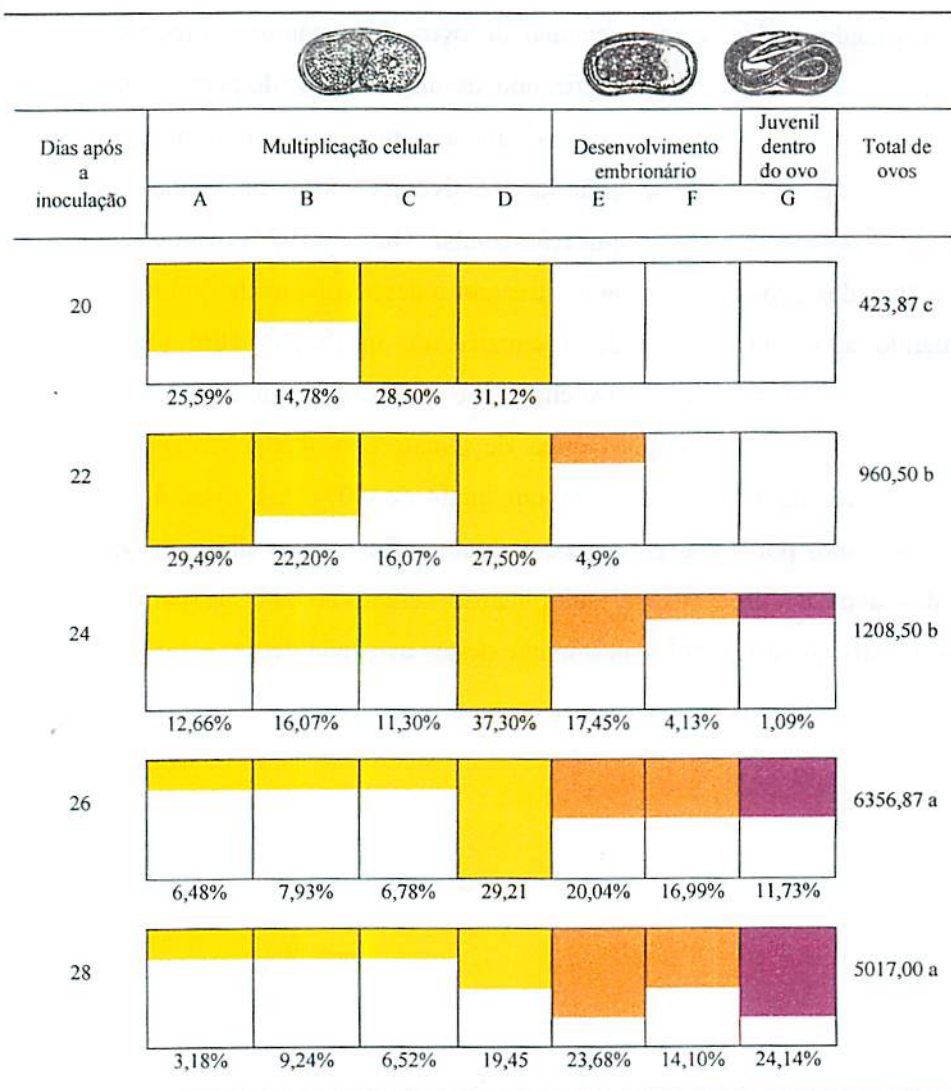 Dias após a inoculação Multiplicação celular Desenvolvimento embrionário Juvenil dentro do ovo Total de ovos
A B C D E F G
20 423,87 c
25,59% 14,78% 28,50% 31,12%
22 960,50 b
29,49% 22,20% 16,07% 27,50% 4,9%
24 1208,50 b
12,66% 16,07% 11,30% 37,30% 17,45% 4,13% 1,09%
26 6356,87 a
6,48% 7,93% 6,78% 29,21 20,04% 16,99% 11,73%
28 5017,00 a
3,18% 9,24% 6,52% 19,45 23,68% 14,10% 24,14%